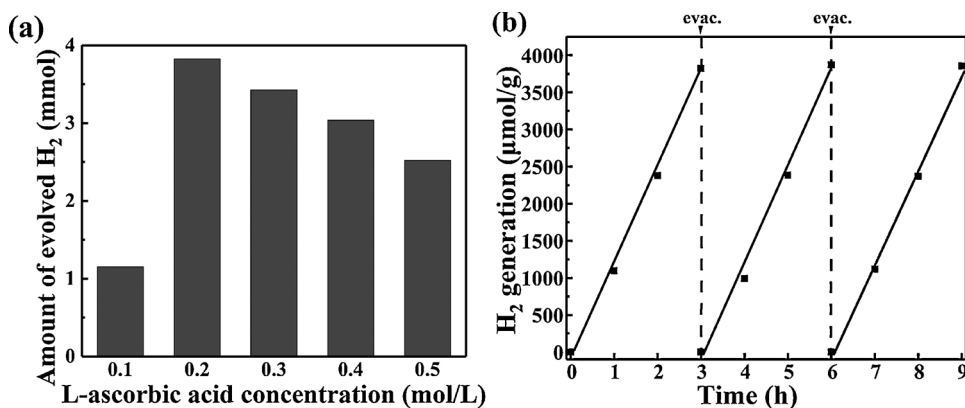 (a)
Amount of evolved H₂ (mmol)
4
3
2
1
0
0.1 0.2 0.3 0.4 0.5
L-ascorbic acid concentration (mol/L)
(b)
evac. evac.
H₂ generation (μmol/g)
4000
3500
3000
2500
2000
1500
1000
500
0
0 1 2 3 4 5 6 7 8 9
Time (h)